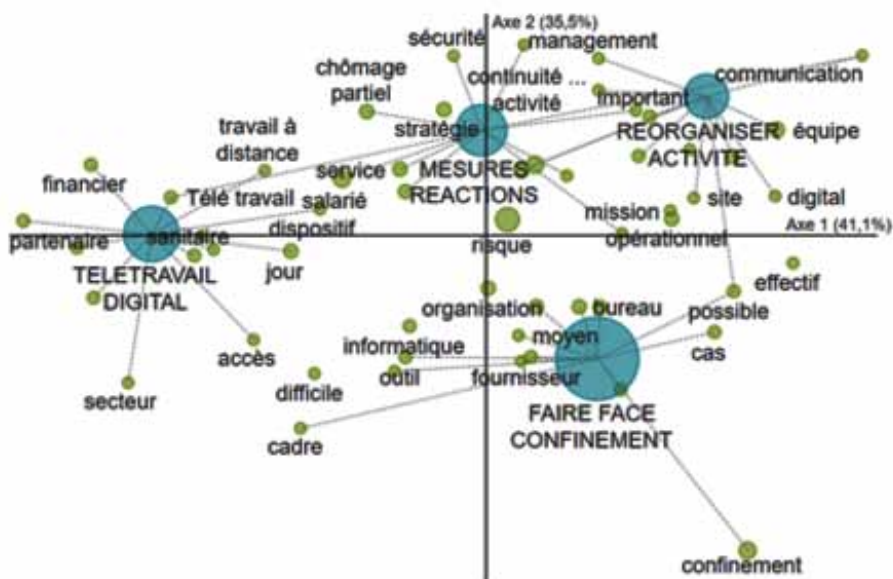 Axe 2 (35,5%)
sécurité
management
chômage
partiel
continuité ...
activité
communication
important
stratégie
REORGANISER
ACTIVITE
équipe
travail à
distance
service
MESURES
REACTIONS
financier
Télé travail
salarié
mission
site
digital
dispositif
partenaire
sanitaire
risque
opérationnel
Axe 1 (41,1%)
TELETRAVAIL
DIGITAL
jour
effectif
organisation
bureau
possible
moyen
accès
informatique
cas
secteur
difficile
outil
fournisseur
FAIRE FACE
CONFINEMENT
cadre
confinement